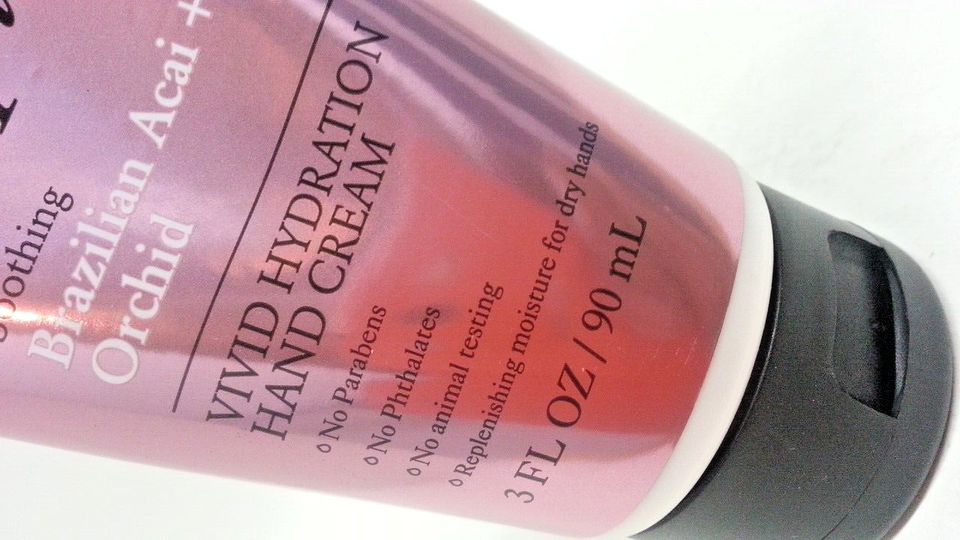 Brazilian Acai +
Orchid
VIVID HYDRATION
HAND CREAM
No Parabens
No Phthalates
No animal testing
Replenishing moisture for dry hands
3 FL OZ / 90 mL